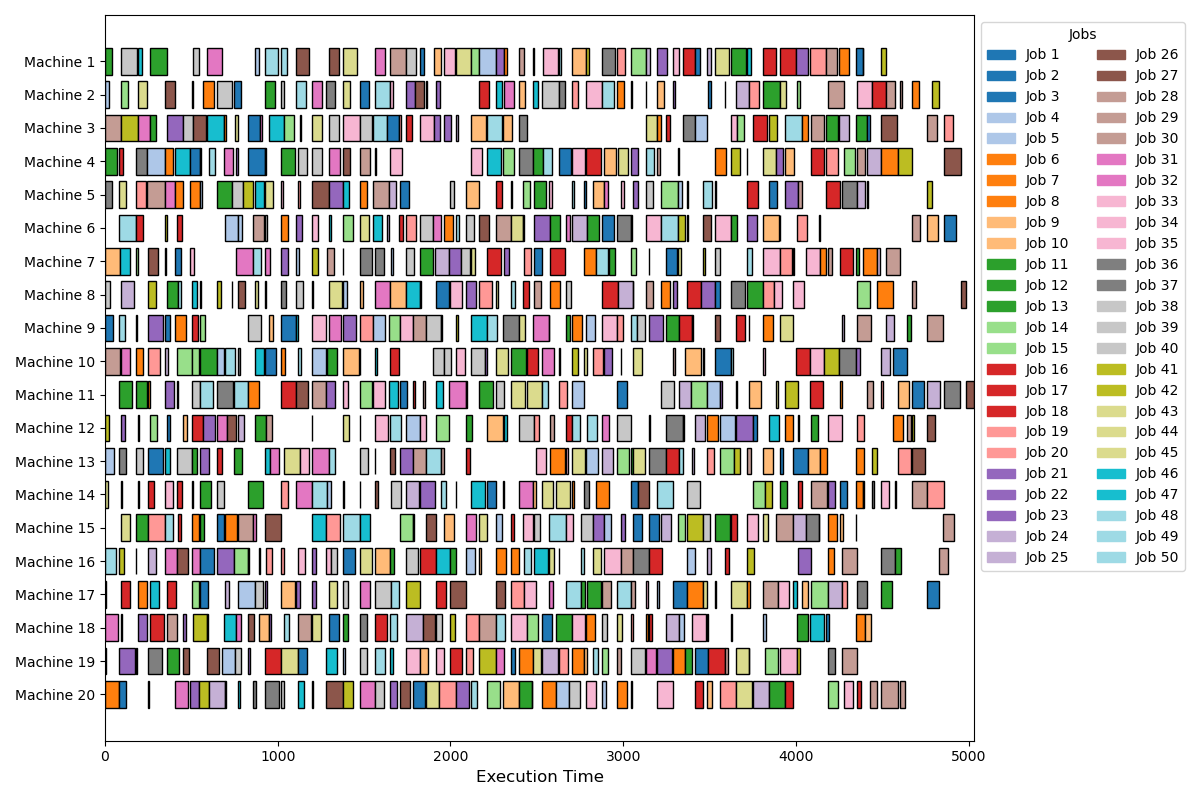 Machine 1
Machine 2
Machine 3
Machine 4
Machine 5
Machine 6
Machine 7
Machine 8
Machine 9
Machine 10
Machine 11
Machine 12
Machine 13
Machine 14
Machine 15
Machine 16
Machine 17
Machine 18
Machine 19
Machine 20
0 1000 2000 3000 4000 5000
Execution Time
Jobs
Job 1 Job 26
Job 2 Job 27
Job 3 Job 28
Job 4 Job 29
Job 5 Job 30
Job 6 Job 31
Job 7 Job 32
Job 8 Job 33
Job 9 Job 34
Job 10 Job 35
Job 11 Job 36
Job 12 Job 37
Job 13 Job 38
Job 14 Job 39
Job 15 Job 40
Job 16 Job 41
Job 17 Job 42
Job 18 Job 43
Job 19 Job 44
Job 20 Job 45
Job 21 Job 46
Job 22 Job 47
Job 23 Job 48
Job 24 Job 49
Job 25 Job 50